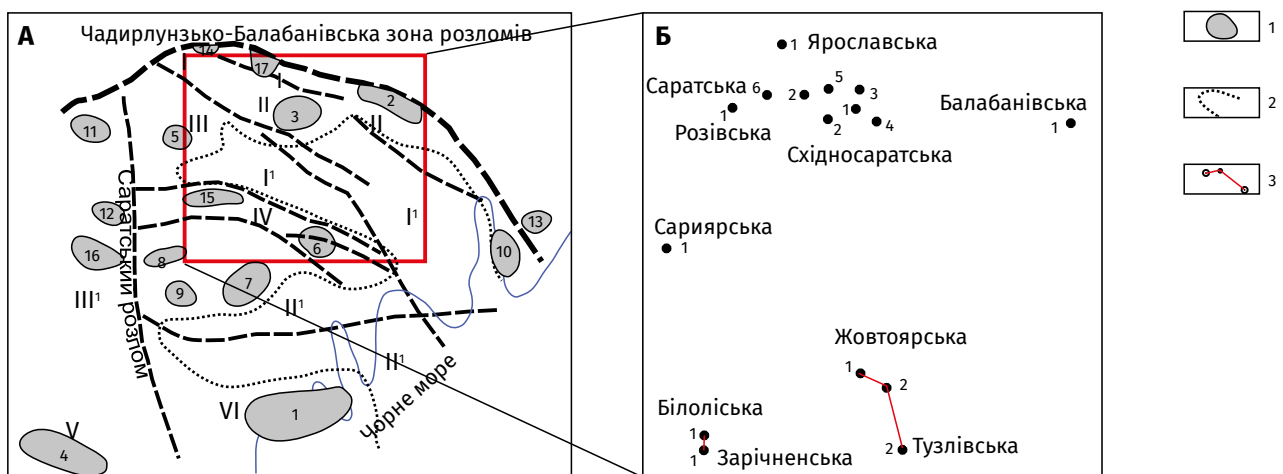 А
Чадирлунзько-Балабанівська зона розломів
14
17
I
2
II
3
11
5
III
II
I¹
15
I¹
12
IV
13
6
16
8
10
III¹
9
7
II¹
Саратський розлом
II¹
VI
1
Чорне море
V
4
Б
1 Ярославська
Саратська 6
2
5
3
1
Розівська
1
2
4
Східносаратська
Балабанівська
1
Сариярська
1
Жовтоярська
1
2
Білоліська
1
1
Зарічненська
2
Тузлівська
1
2
3